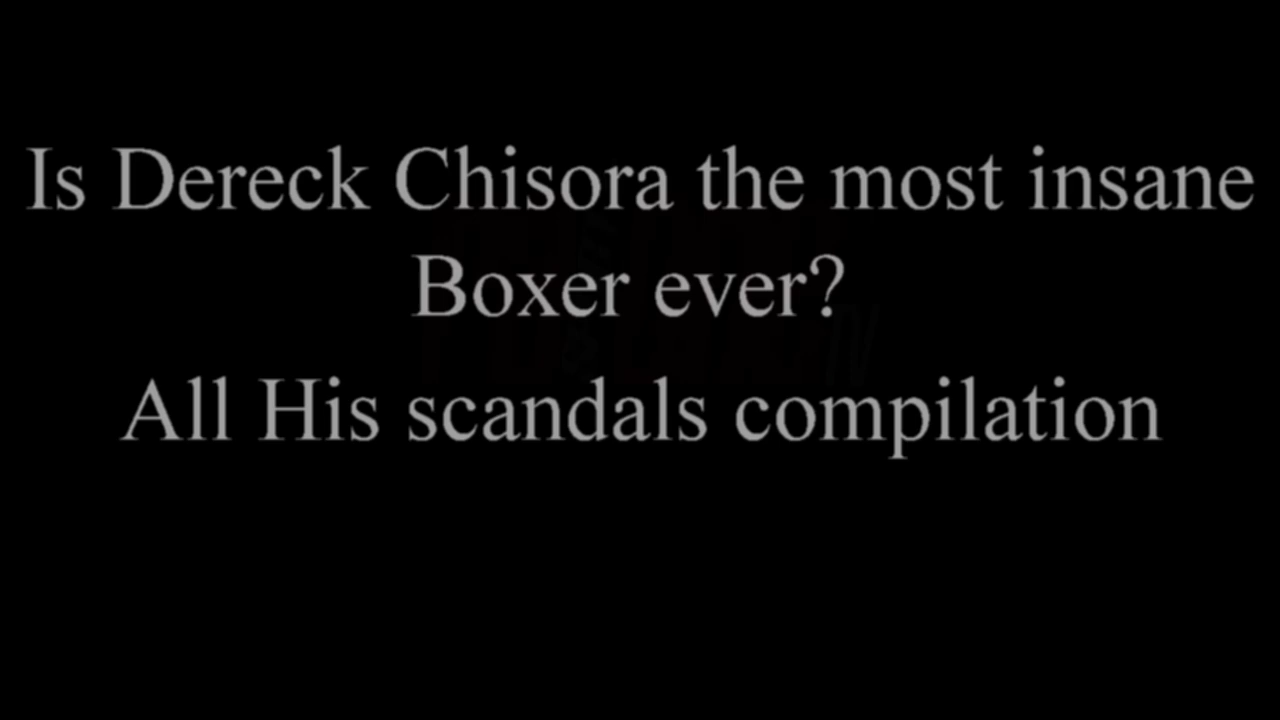 Is Dereck Chisora the most insane
Boxer ever?
All His scandals compilation